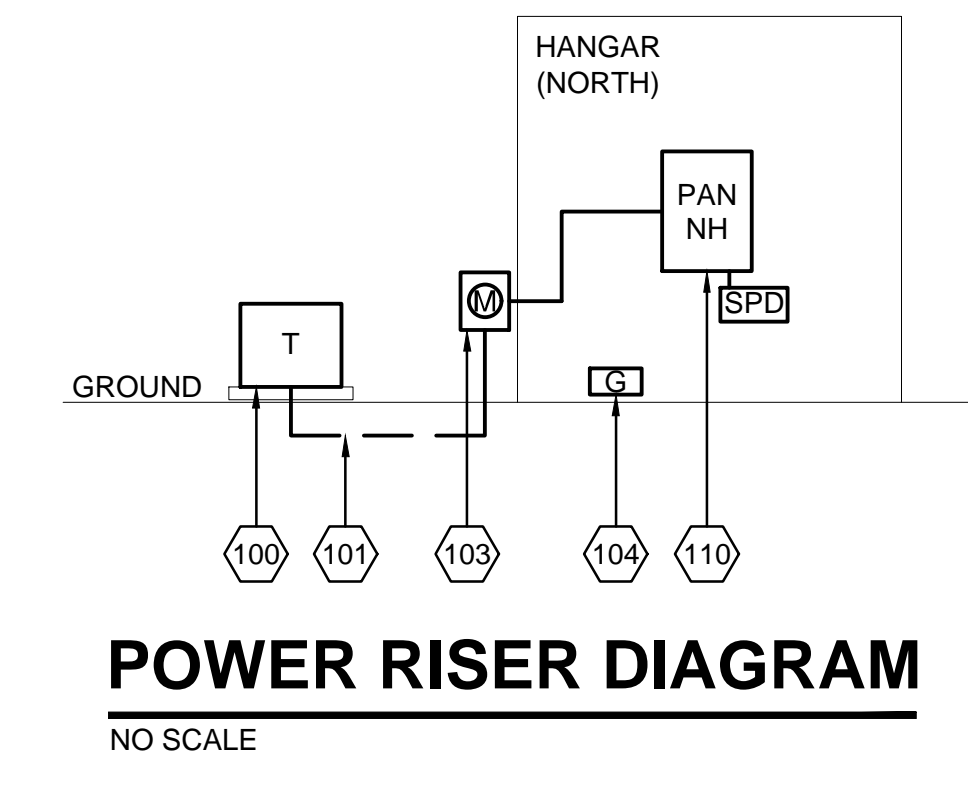 HANGAR
(NORTH)
PAN
NH
M
SPD
T
G
GROUND
100
101
103
104
110
POWER RISER DIAGRAM
NO SCALE